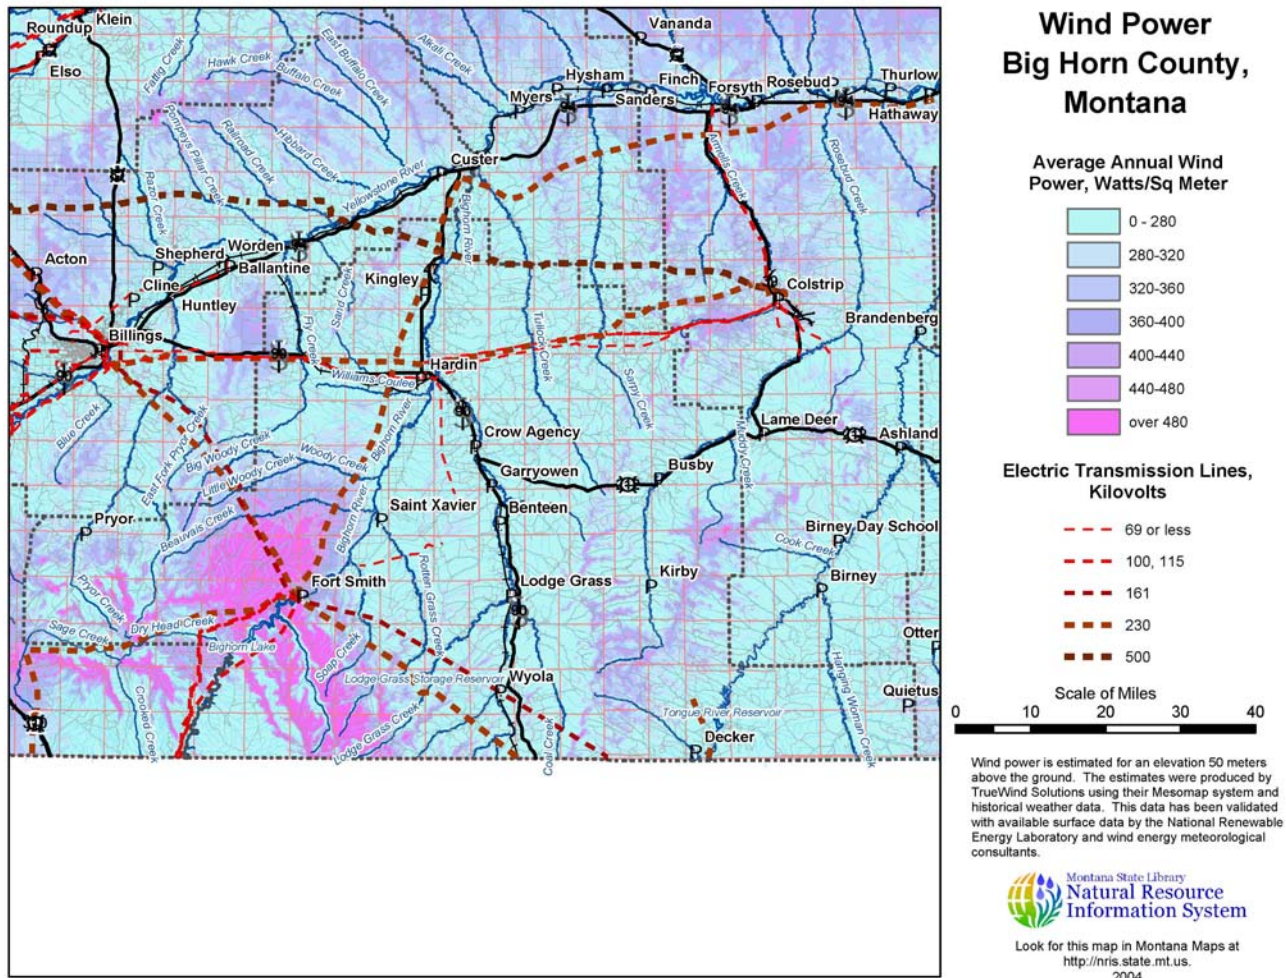 Klein
Roundup
Elso
Fattig Creek
Hawk Creek
Buffalo Creek
East Buffalo Creek
Alkali Creek
Vananda
Hysham
Finch
Forsyth
Rosebud
Thurlow
Myers
Sanders
Hathaway
Pompeys Pillar Creek
Railroad Creek
Hibbard Creek
Custer
Armells Creek
Rosebud Creek
Razor Creek
Yellowstone River
Bighorn River
Acton
Shepherd
Worden
Ballantine
Kingley
Cline
Huntley
Sand Creek
Fly Creek
Tullock Creek
Colstrip
Brandenberg
Billings
Hardin
Williams Coulee
Sarpy Creek
Blue Creek
East Fork Pryor Creek
Big Woody Creek
Woody Creek
Little Woody Creek
Bighorn River
Crow Agency
Garryowen
Busby
Muddy Creek
Lame Deer
Ashland
Pryor
Beauvais Creek
Bighorn River
Saint Xavier
Benteen
Birney Day School
Cook Creek
Fort Smith
Rotten Grass Creek
Lodge Grass
Kirby
Birney
Pryor Creek
Sage Creek
Dry Head Creek
Bighorn Lake
Soap Creek
Otter
Lodge Grass Storage Reservoir
Wyola
Quietus
Crooked Creek
Lodge Grass Creek
Coal Creek
Tongue River Reservoir
Decker
Hanging Woman Creek
Wind Power
Big Horn County,
Montana
Average Annual Wind
Power, Watts/Sq Meter
0 - 280
280-320
320-360
360-400
400-440
440-480
over 480
Electric Transmission Lines,
Kilovolts
69 or less
100, 115
161
230
500
Scale of Miles
0 10 20 30 40
Wind power is estimated for an elevation 50 meters
above the ground. The estimates were produced by
TrueWind Solutions using their Mesomap system and
historical weather data. This data has been validated
with available surface data by the National Renewable
Energy Laboratory and wind energy meteorological
consultants.
Montana State Library
Natural Resource
Information System
Look for this map in Montana Maps at
http://nris.state.mt.us.
2004